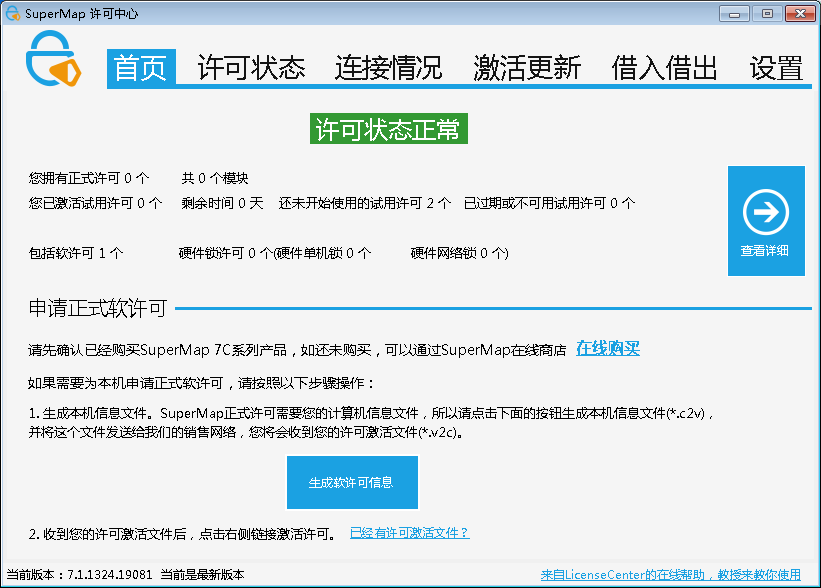 SuperMap 许可中心
首页 许可状态 连接情况 激活更新 借入借出 设置
许可状态正常
您拥有正式许可 0 个 共 0 个模块
您已激活试用许可 0 个 剩余时间 0 天 还未开始使用的试用许可 2 个 已过期或不可用试用许可 0 个
查看详细
包括软许可 1 个 硬件锁许可 0 个(硬件单机锁 0 个 硬件网络锁 0 个)
申请正式软许可
请先确认已经购买SuperMap 7C系列产品，如还未购买，可以通过SuperMap在线商店 在线购买
如果需要为本机申请正式软许可，请按照以下步骤操作：
1. 生成本机信息文件。SuperMap正式许可需要您的计算机信息文件，所以请点击下面的按钮生成本机信息文件(*.c2v)，
并将这个文件发送给我们的销售网络，您将会收到您的许可激活文件(*.v2c)。
生成软许可信息
2. 收到您的许可激活文件后，点击右侧链接激活许可。 已经有许可激活文件？
当前版本：7.1.1324.19081 当前是最新版本 来自LicenseCenter的在线帮助，教授来教你使用